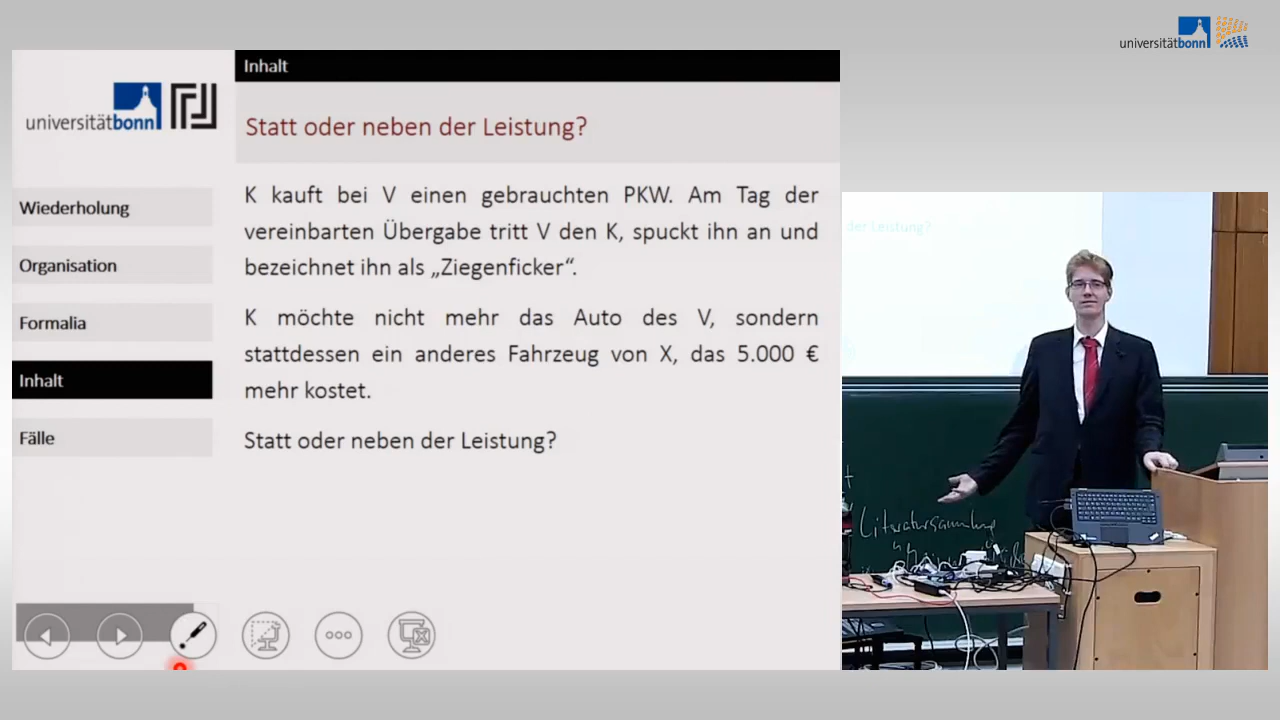 universitätbonn
Inhalt
universitätbonn
Statt oder neben der Leistung?
Wiederholung
Organisation
Formalia
Inhalt
Fälle
K kauft bei V einen gebrauchten PKW. Am Tag der
vereinbarten Übergabe tritt V den K, spuckt ihn an und
bezeichnet ihn als „Ziegenficker“.
K möchte nicht mehr das Auto des V, sondern
stattdessen ein anderes Fahrzeug von X, das 5.000 €
mehr kostet.
Statt oder neben der Leistung?
der Leistung?
Literatursammlung